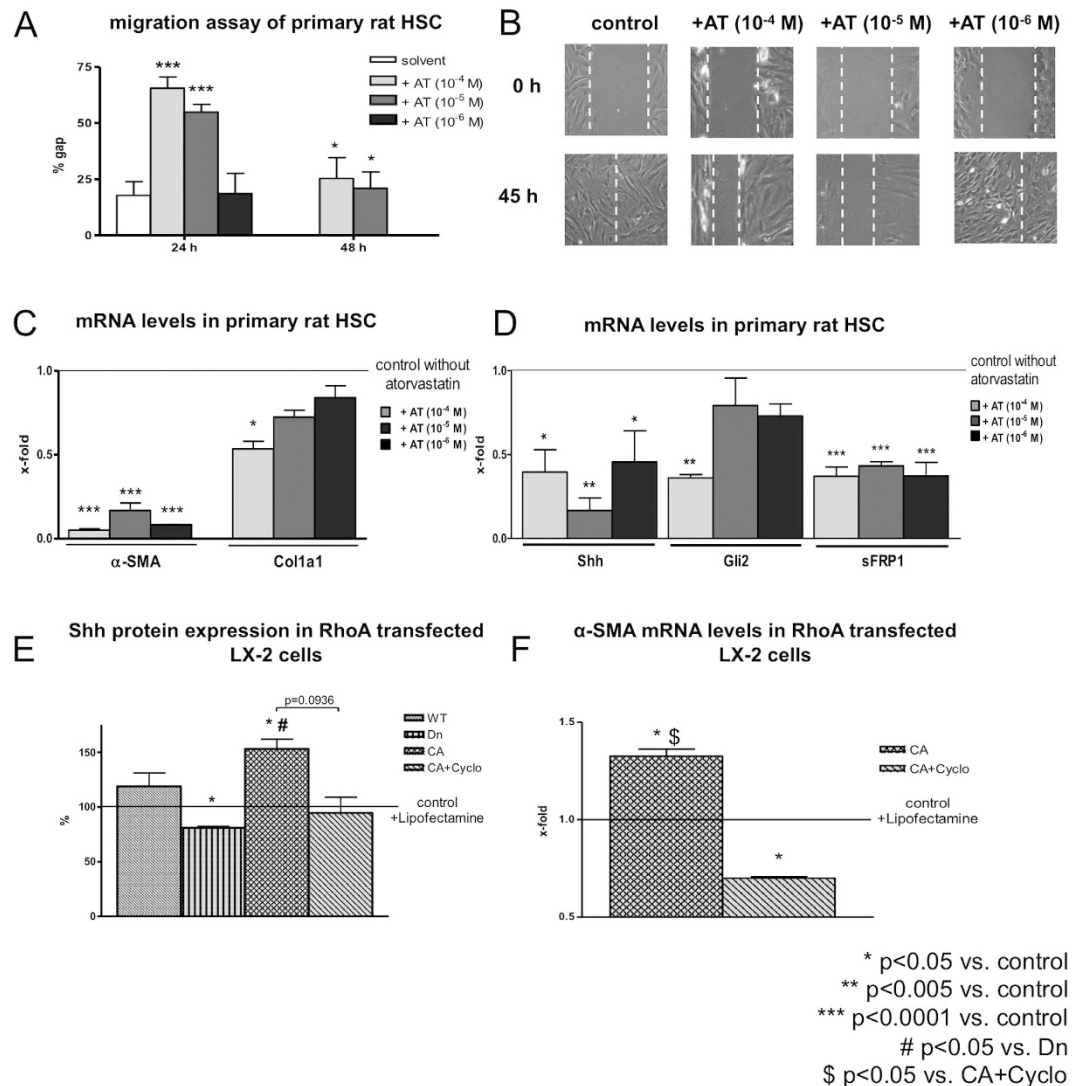 A
migration assay of primary rat HSC
solvent
+ AT (10-4 M)
+ AT (10-5 M)
+ AT (10-6 M)
% gap
75
50
25
0
***
***
*
*
24 h
48 h
B
control
+AT (10-4 M)
+AT (10-5 M)
+AT (10-6 M)
0 h
45 h
C
mRNA levels in primary rat HSC
control without
atorvastatin
+ AT (10-4 M)
+ AT (10-5 M)
+ AT (10-6 M)
x-fold
1.0
0.5
0.0
***
***
***
*
α-SMA
Col1a1
D
mRNA levels in primary rat HSC
control without
atorvastatin
+ AT (10-4 M)
+ AT (10-5 M)
+ AT (10-6 M)
x-fold
1.0
0.5
0.0
*
**
*
**
***
***
***
Shh
Gli2
sFRP1
E
Shh protein expression in RhoA transfected
LX-2 cells
p=0.0936
WT
Dn
CA
CA+Cyclo
%
150
100
50
0
*
* #
control
+Lipofectamine
F
α-SMA mRNA levels in RhoA transfected
LX-2 cells
CA
CA+Cyclo
x-fold
1.5
1.0
0.5
* $
*
control
+Lipofectamine
* p<0.05 vs. control
** p<0.005 vs. control
*** p<0.0001 vs. control
# p<0.05 vs. Dn
$ p<0.05 vs. CA+Cyclo